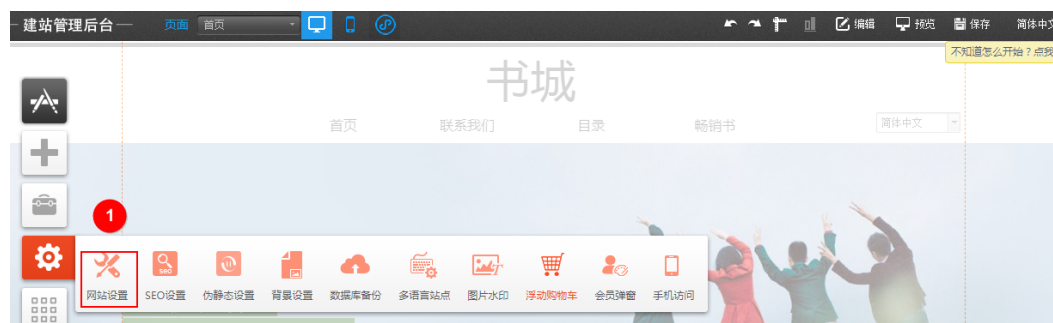 建站管理后台
页面 首页 编辑 预览 保存 简体中文
不知道怎么开始？点我
书城
首页 联系我们 目录 畅销书 简体中文
1
seo
网站设置 SEO设置 伪静态设置 背景设置 数据库备份 多语言站点 图片水印 浮动购物车 会员弹窗 手机访问